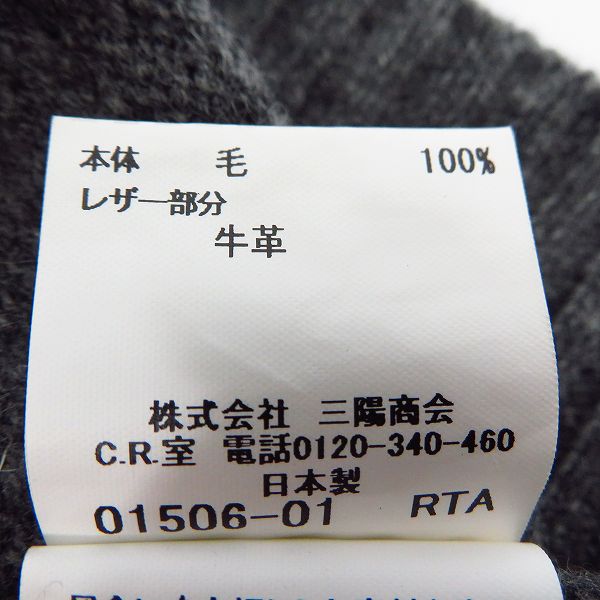 本体 毛 100%
レザー部分
牛革
株式会社 三陽商会
C.R.室 電話0120-340-460
日本製
01506-01 RTA